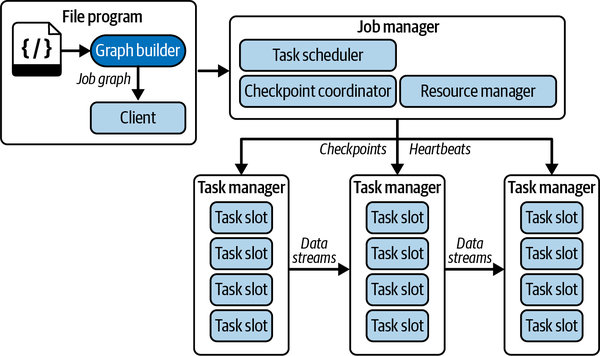 File program
{/}
Graph builder
Job graph
Client
Job manager
Task scheduler
Checkpoint coordinator
Resource manager
Checkpoints
Heartbeats
Task manager
Task slot
Task slot
Task slot
Task slot
Data
streams
Task manager
Task slot
Task slot
Task slot
Task slot
Data
streams
Task manager
Task slot
Task slot
Task slot
Task slot